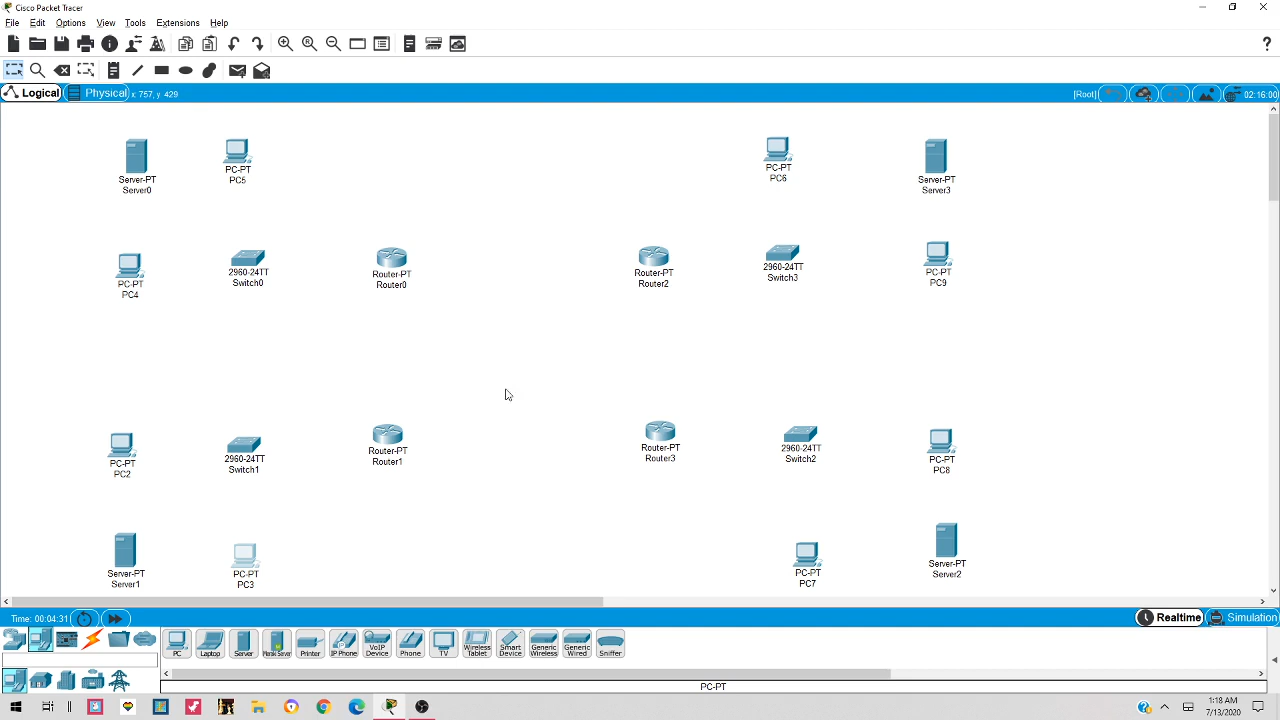 Cisco Packet Tracer
File Edit Options View Tools Extensions Help
Logical Physical x: 757, y: 429 [Root] 02:16:00
Server-PT
Server0
PC-PT
PC5
PC-PT
PC6
Server-PT
Server3
PC-PT
PC4
2960-24TT
Switch0
Router-PT
Router0
Router-PT
Router2
2960-24TT
Switch3
PC-PT
PC9
PC-PT
PC2
2960-24TT
Switch1
Router-PT
Router1
Router-PT
Router3
2960-24TT
Switch2
PC-PT
PC8
Server-PT
Server1
PC-PT
PC3
PC-PT
PC7
Server-PT
Server2
Time: 00:04:31 Realtime Simulation
PC Laptop Server Printer IP Phone VoIP Device Phone TV Wireless Tablet Smart Device Generic Wireless Generic Wired Sniffer
PC-PT
1:18 AM
7/13/2020